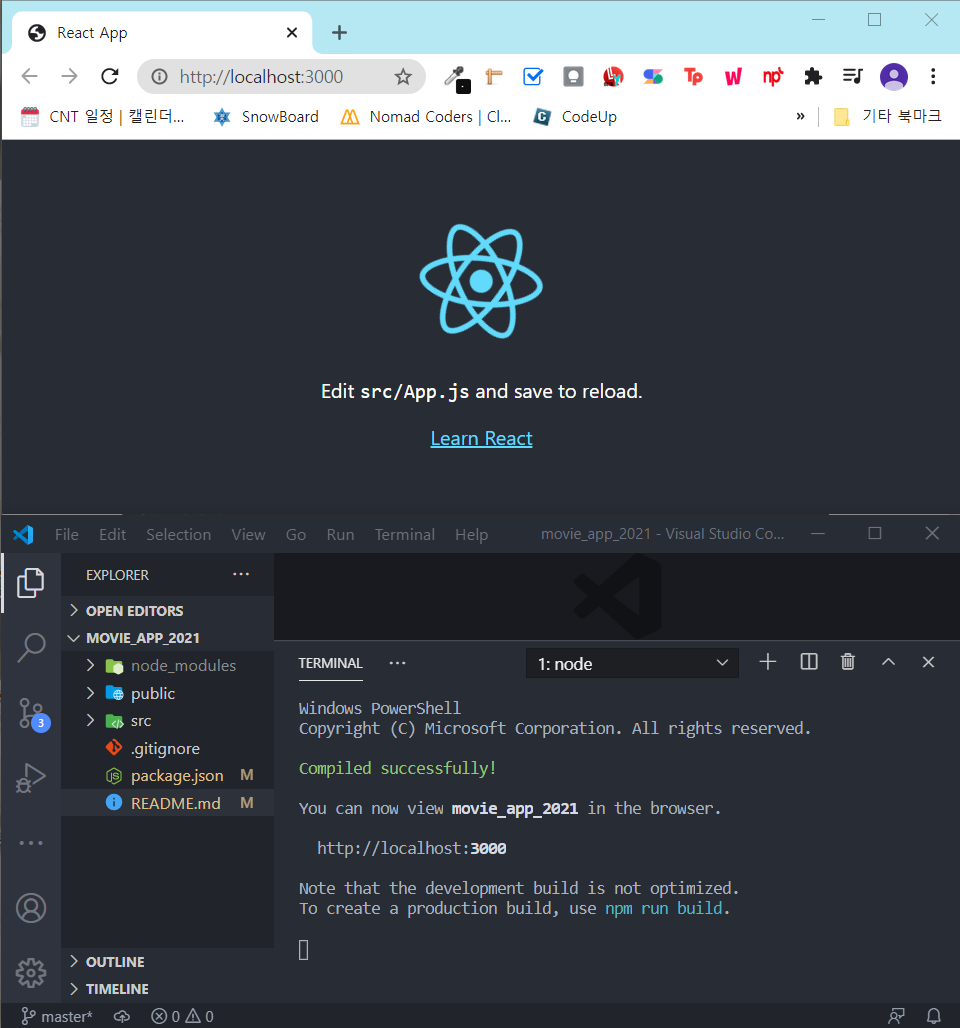 React App
http://localhost:3000
Tp
W
np
CNT 일정 | 캘린더... SnowBoard Nomad Coders | Cl... CodeUp » 기타 북마크
Edit src/App.js and save to reload.
Learn React
File Edit Selection View Go Run Terminal Help movie_app_2021 - Visual Studio Co...
EXPLORER ...
OPEN EDITORS
MOVIE_APP_2021
node_modules
public
src
.gitignore
package.json M
README.md M
3
OUTLINE
TIMELINE
TERMINAL ... 1: node
Windows PowerShell
Copyright (C) Microsoft Corporation. All rights reserved.
Compiled successfully!
You can now view movie_app_2021 in the browser.
http://localhost:3000
Note that the development build is not optimized.
To create a production build, use npm run build.
master* 0 0